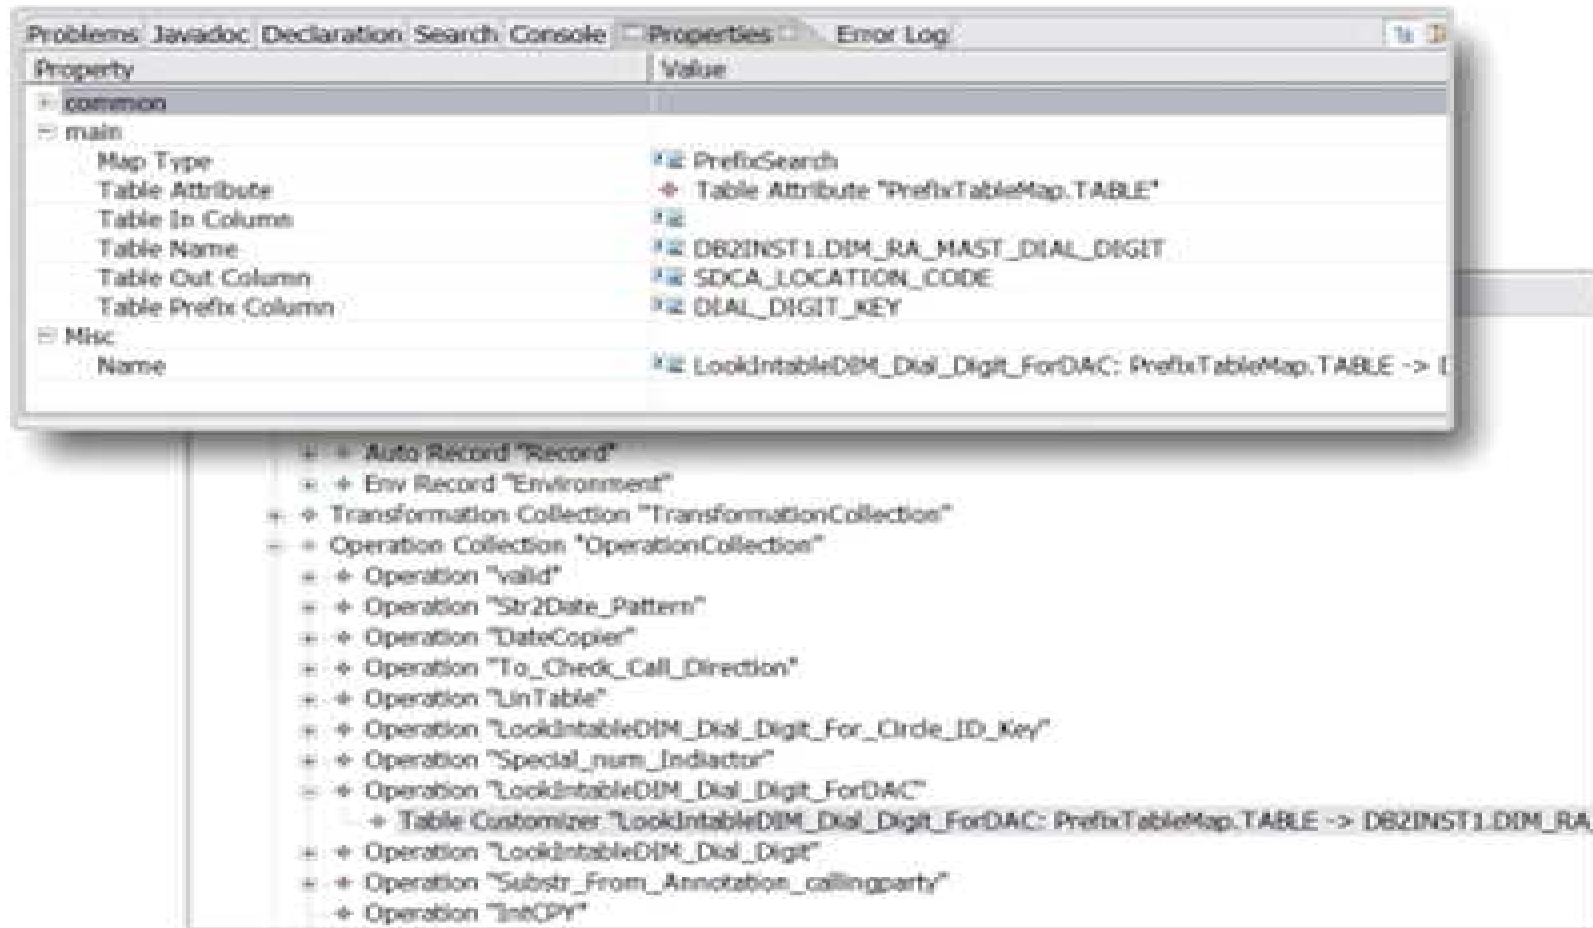 Problems Javadoc Declaration Search Console Properties Error Log
Property Value
common
main
Map Type PrefixSearch
Table Attribute Table Attribute "PrefixTableMap.TABLE"
Table In Column
Table Name DB2INST1.DIM_RA_MAST_DIAL_DIGIT
Table Out Column SDCA_LOCATION_CODE
Table Prefix Column DIAL_DIGIT_KEY
Misc
Name LookIntableDIM_Dial_Digit_ForDAC: PrefixTableMap.TABLE -> D
Auto Record "Record"
Env Record "Environment"
Transformation Collection "TransformationCollection"
Operation Collection "OperationCollection"
Operation "valid"
Operation "Str2Date_Pattern"
Operation "DateCopier"
Operation "To_Check_Call_Direction"
Operation "LinTable"
Operation "LookIntableDIM_Dial_Digit_For_Circle_ID_Key"
Operation "Special_num_Indiactor"
Operation "LookIntableDIM_Dial_Digit_ForDAC"
Table Customizer "LookIntableDIM_Dial_Digit_ForDAC: PrefixTableMap.TABLE -> DB2INST1.DIM_RA_
Operation "LookIntableDIM_Dial_Digit"
Operation "Substr_From_Annotation_callingparty"
Operation "IntCPY"